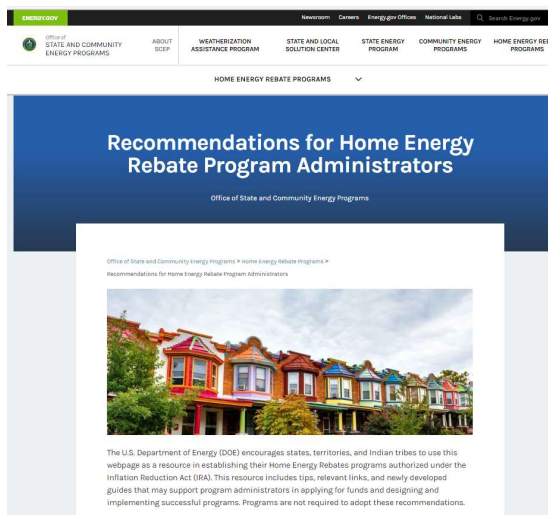 ENERGY.GOV
Newsroom Careers Energy.gov Offices National Labs Search Energy.gov
Office of
STATE AND COMMUNITY
ENERGY PROGRAMS
ABOUT
SCEP
WEATHERIZATION
ASSISTANCE PROGRAM
STATE AND LOCAL
SOLUTION CENTER
STATE ENERGY
PROGRAM
COMMUNITY ENERGY
PROGRAMS
HOME ENERGY REB
PROGRAMS
HOME ENERGY REBATE PROGRAMS
Recommendations for Home Energy
Rebate Program Administrators
Office of State and Community Energy Programs
Office of State and Community Energy Programs » Home Energy Rebate Programs »
Recommendations for Home Energy Rebate Program Administrators
The U.S. Department of Energy (DOE) encourages states, territories, and Indian tribes to use this
webpage as a resource in establishing their Home Energy Rebates programs authorized under the
Inflation Reduction Act (IRA). This resource includes tips, relevant links, and newly developed
guides that may support program administrators in applying for funds and designing and
implementing successful programs. Programs are not required to adopt these recommendations.